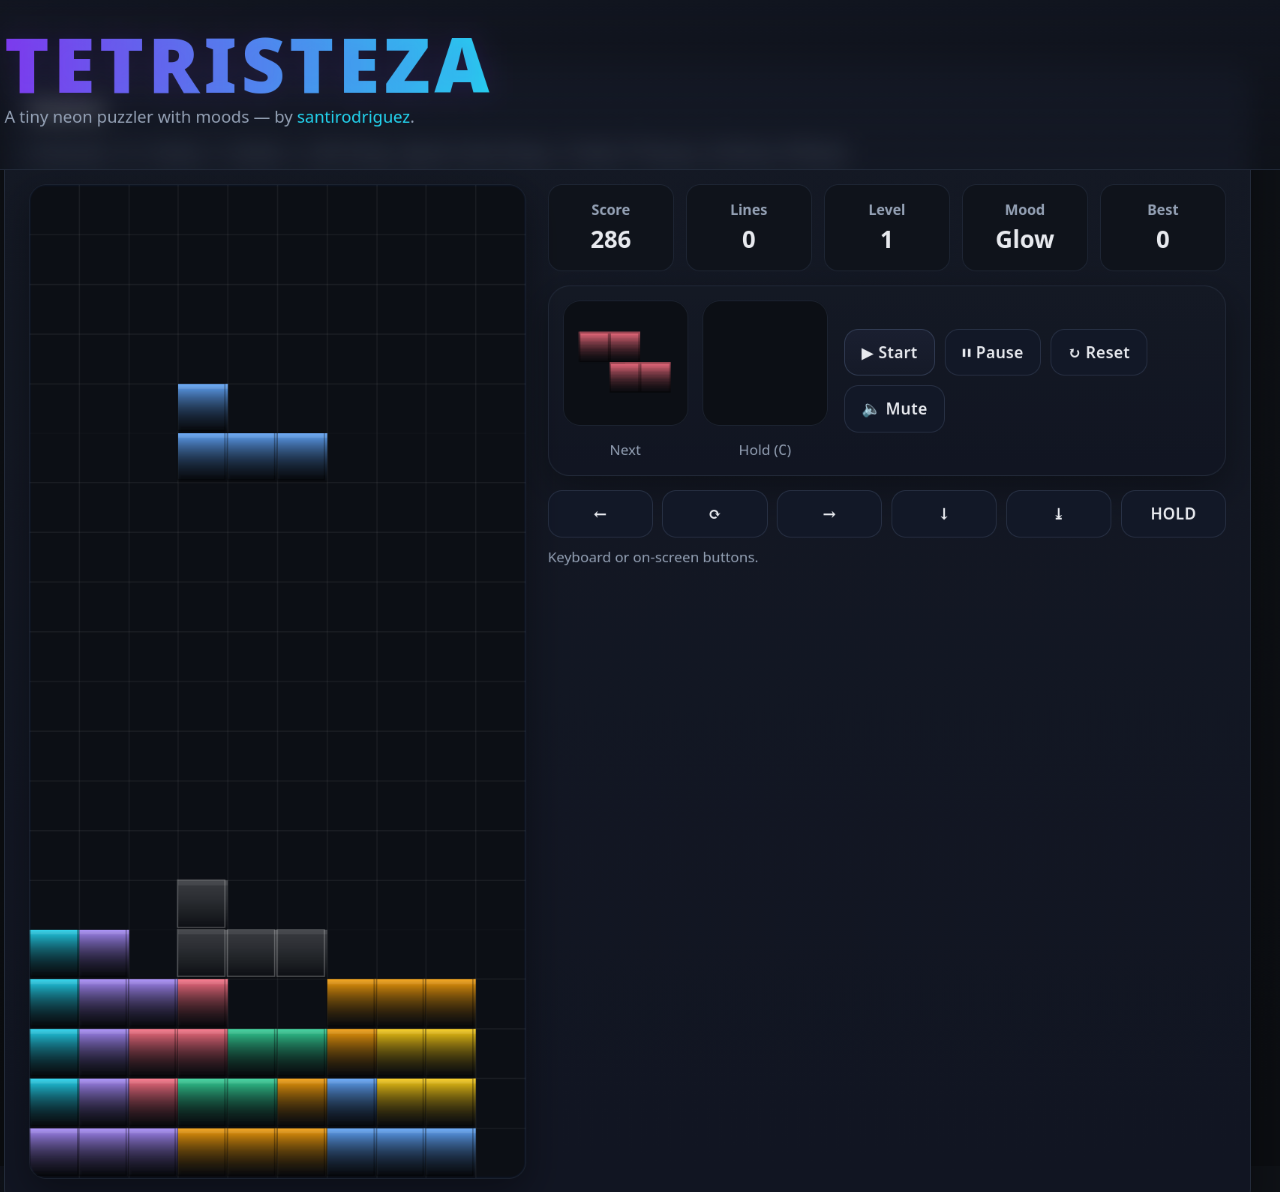 TETRISTEZA
A tiny neon puzzler with moods — by santirodriguez.
Score Lines Level Mood Best
286 0 1 Glow 0
▶ Start ⏸ Pause ↻ Reset
🔈 Mute
Next Hold (C)
← ⟳ → ↓ ⤓ HOLD
Keyboard or on-screen buttons.